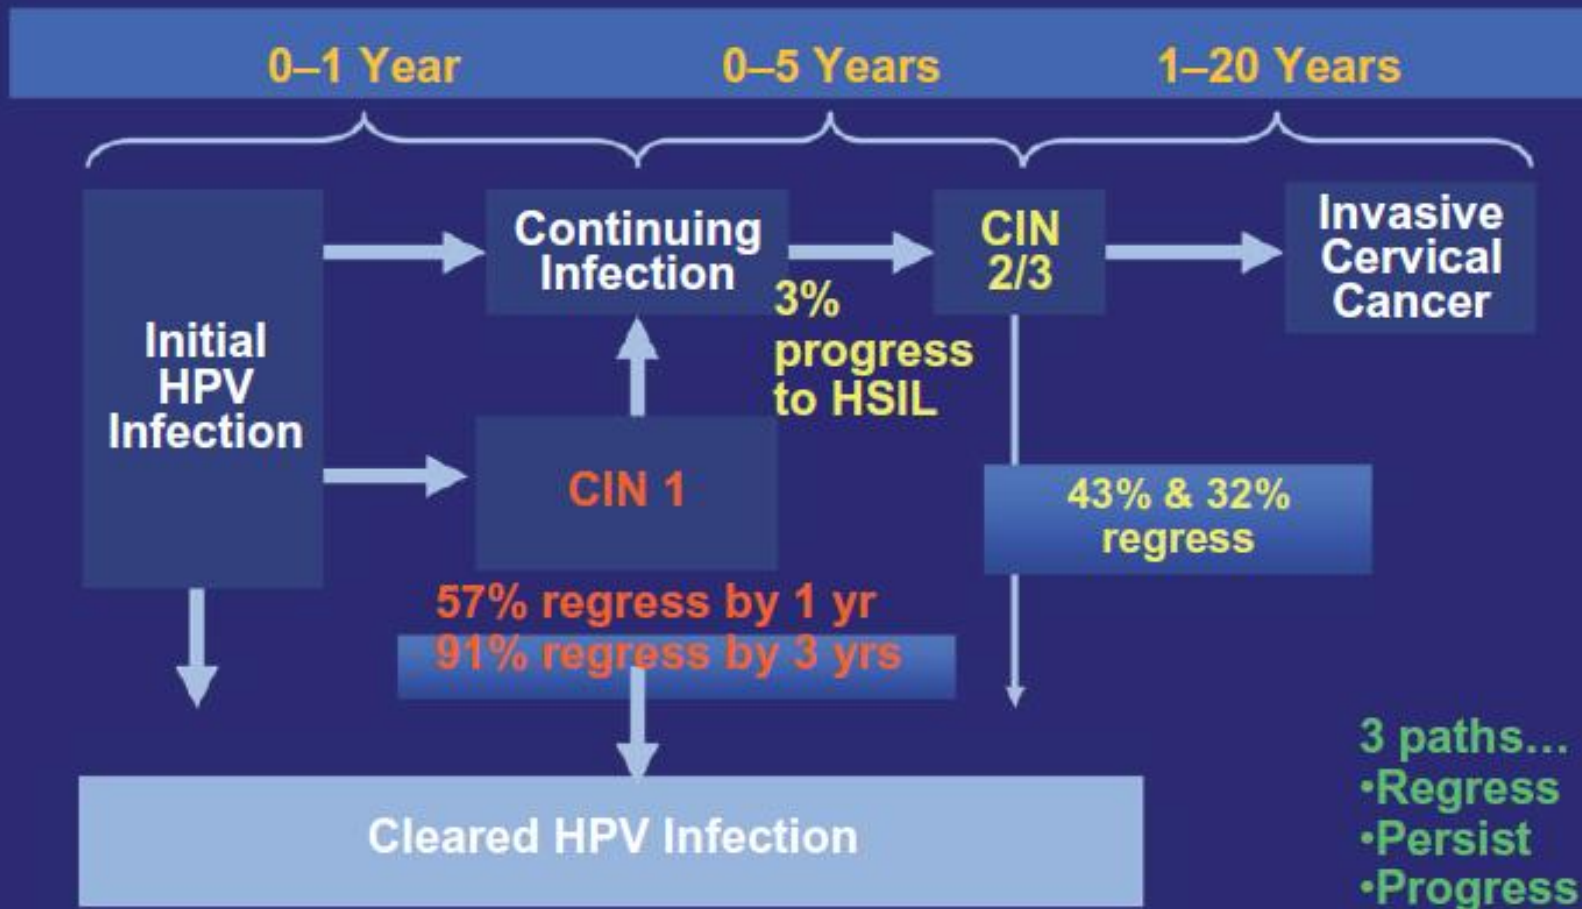 0–1 Year
0–5 Years
1–20 Years
Initial
HPV
Infection
Continuing
Infection
3%
progress
to HSIL
CIN
2/3
Invasive
Cervical
Cancer
CIN 1
57% regress by 1 yr
91% regress by 3 yrs
43% & 32%
regress
Cleared HPV Infection
3 paths...
•Regress
•Persist
•Progress